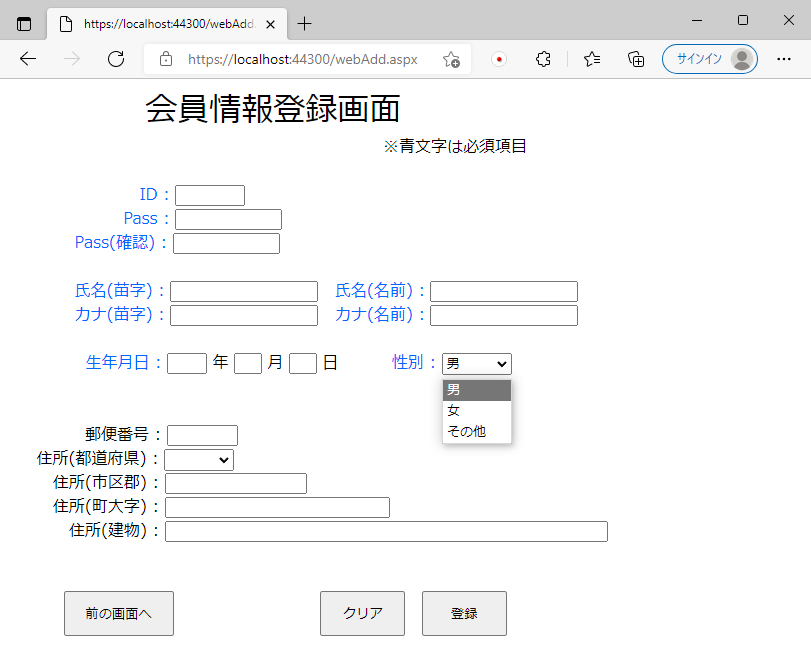 https://localhost:44300/webAdd
https://localhost:44300/webAdd.aspx
サインイン
会員情報登録画面
※青文字は必須項目
ID：
Pass：
Pass(確認)：
氏名(苗字)： 氏名(名前)：
カナ(苗字)： カナ(名前)：
生年月日： 年 月 日 性別： 男
男
女
その他
郵便番号：
住所(都道府県)：
住所(市区郡)：
住所(町大字)：
住所(建物)：
前の画面へ クリア 登録